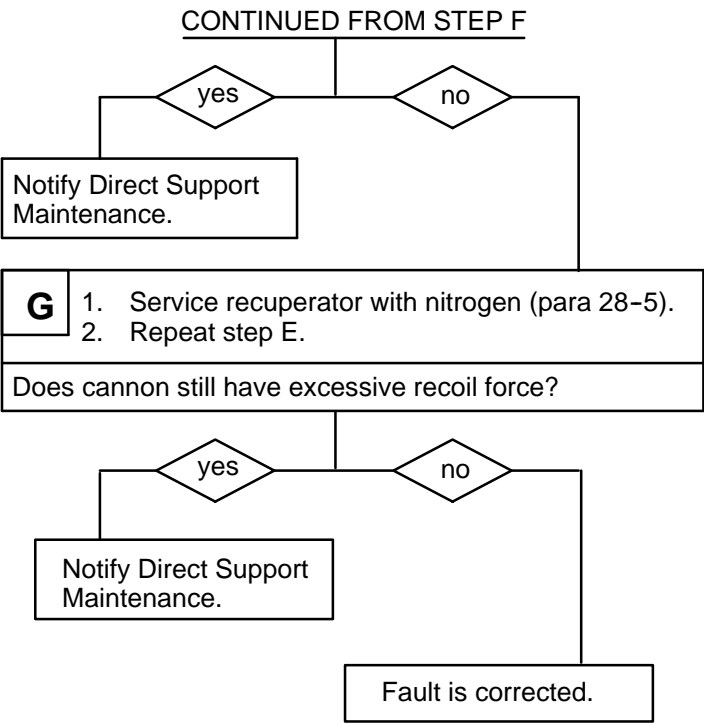 CONTINUED FROM STEP F
yes
no
Notify Direct Support
Maintenance.
G
1. Service recuperator with nitrogen (para 28-5).
2. Repeat step E.
Does cannon still have excessive recoil force?
yes
no
Notify Direct Support
Maintenance.
Fault is corrected.